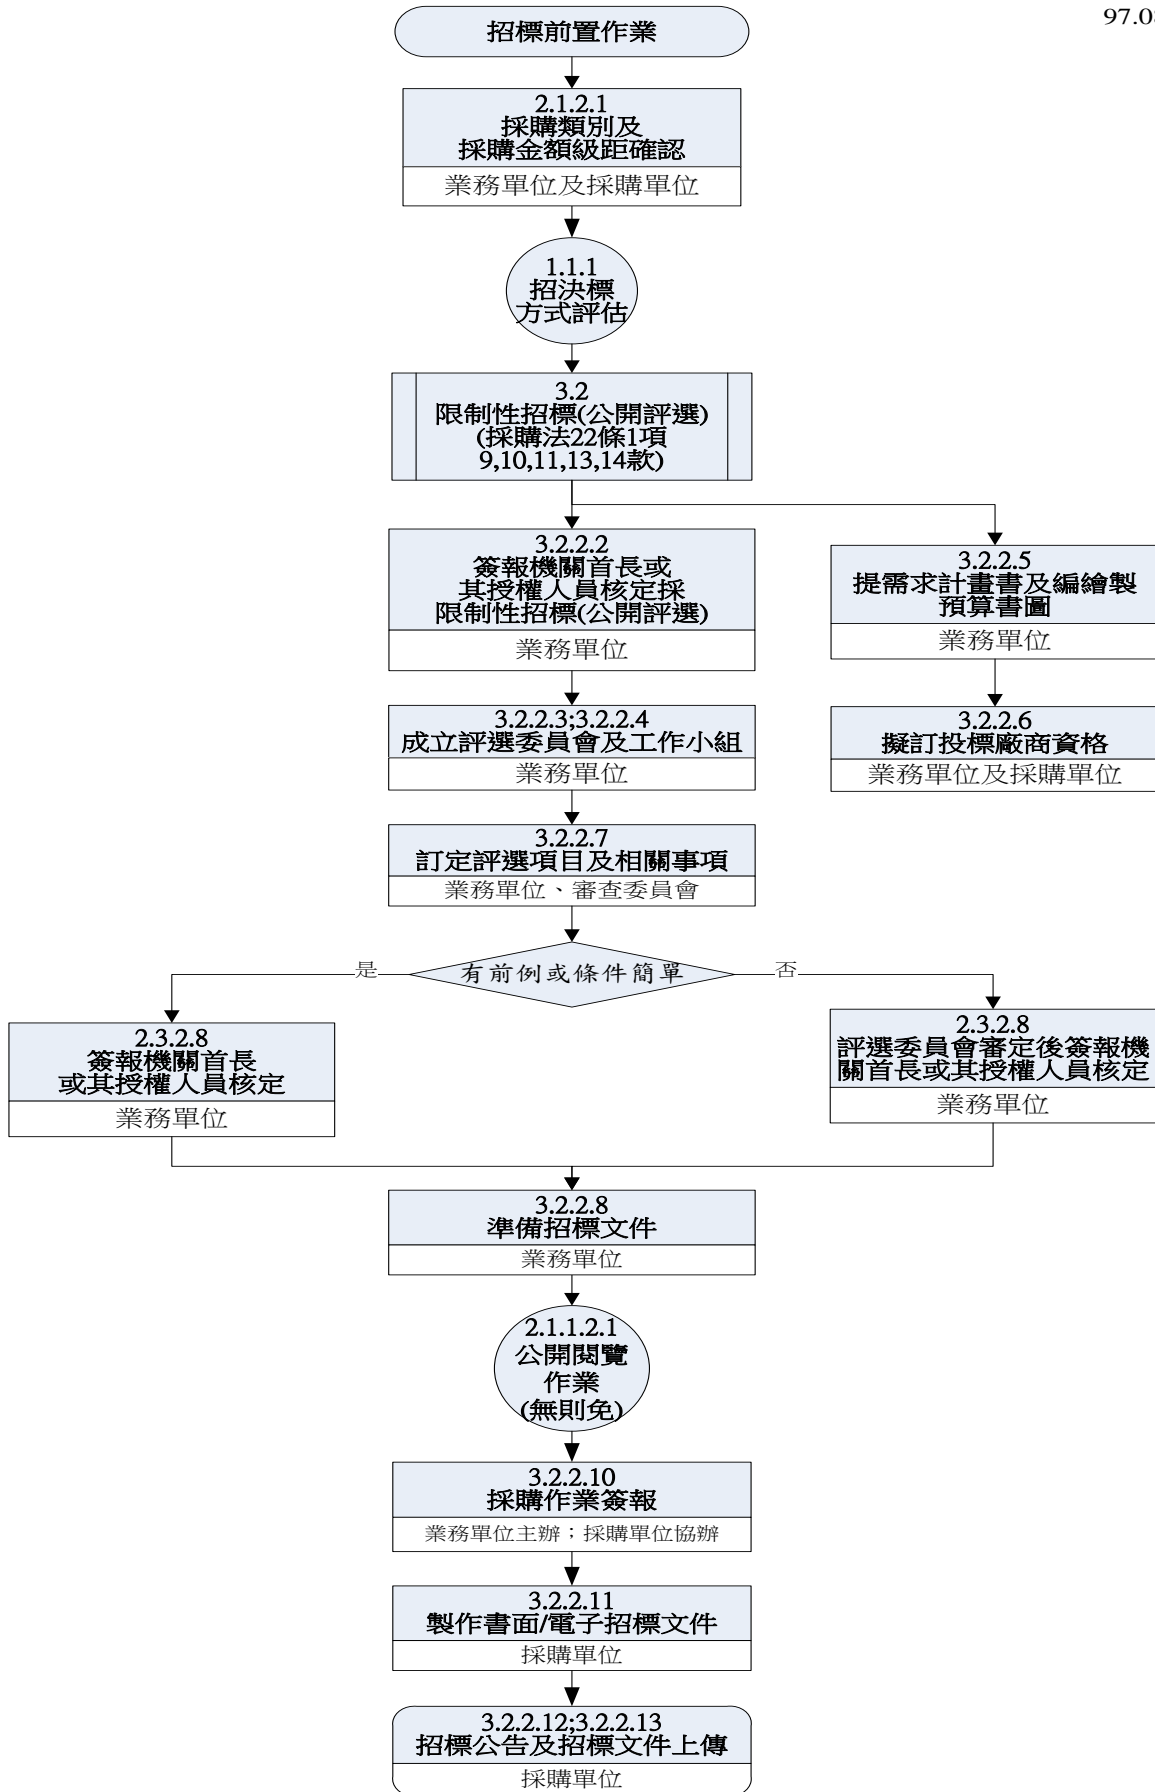 97.08
招標前置作業
2.1.2.1
採購類別及
採購金額級距確認
業務單位及採購單位
1.1.1
招決標
方式評估
3.2
限制性招標(公開評選)
(採購法22條1項
9,10,11,13,14款)
3.2.2.2
簽報機關首長或
其授權人員核定採
限制性招標(公開評選)
業務單位
3.2.2.5
提需求計畫書及編繪製
預算書圖
業務單位
3.2.2.3;3.2.2.4
成立評選委員會及工作小組
業務單位
3.2.2.6
擬訂投標廠商資格
業務單位及採購單位
3.2.2.7
訂定評選項目及相關事項
業務單位、審查委員會
是
有前例或條件簡單
否
2.3.2.8
簽報機關首長
或其授權人員核定
業務單位
2.3.2.8
評選委員會審定後簽報機
關首長或其授權人員核定
業務單位
3.2.2.8
準備招標文件
業務單位
2.1.1.2.1
公開閱覽
作業
(無則免)
3.2.2.10
採購作業簽報
業務單位主辦；採購單位協辦
3.2.2.11
製作書面/電子招標文件
採購單位
3.2.2.12;3.2.2.13
招標公告及招標文件上傳
採購單位